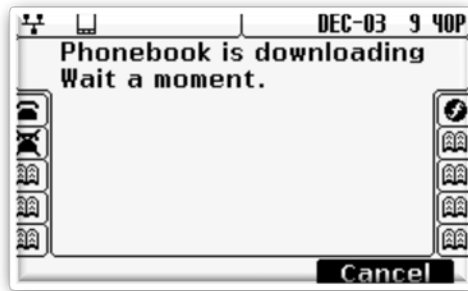 DEC-03 9 40P
Phonebook is downloading
Wait a moment.
Cancel